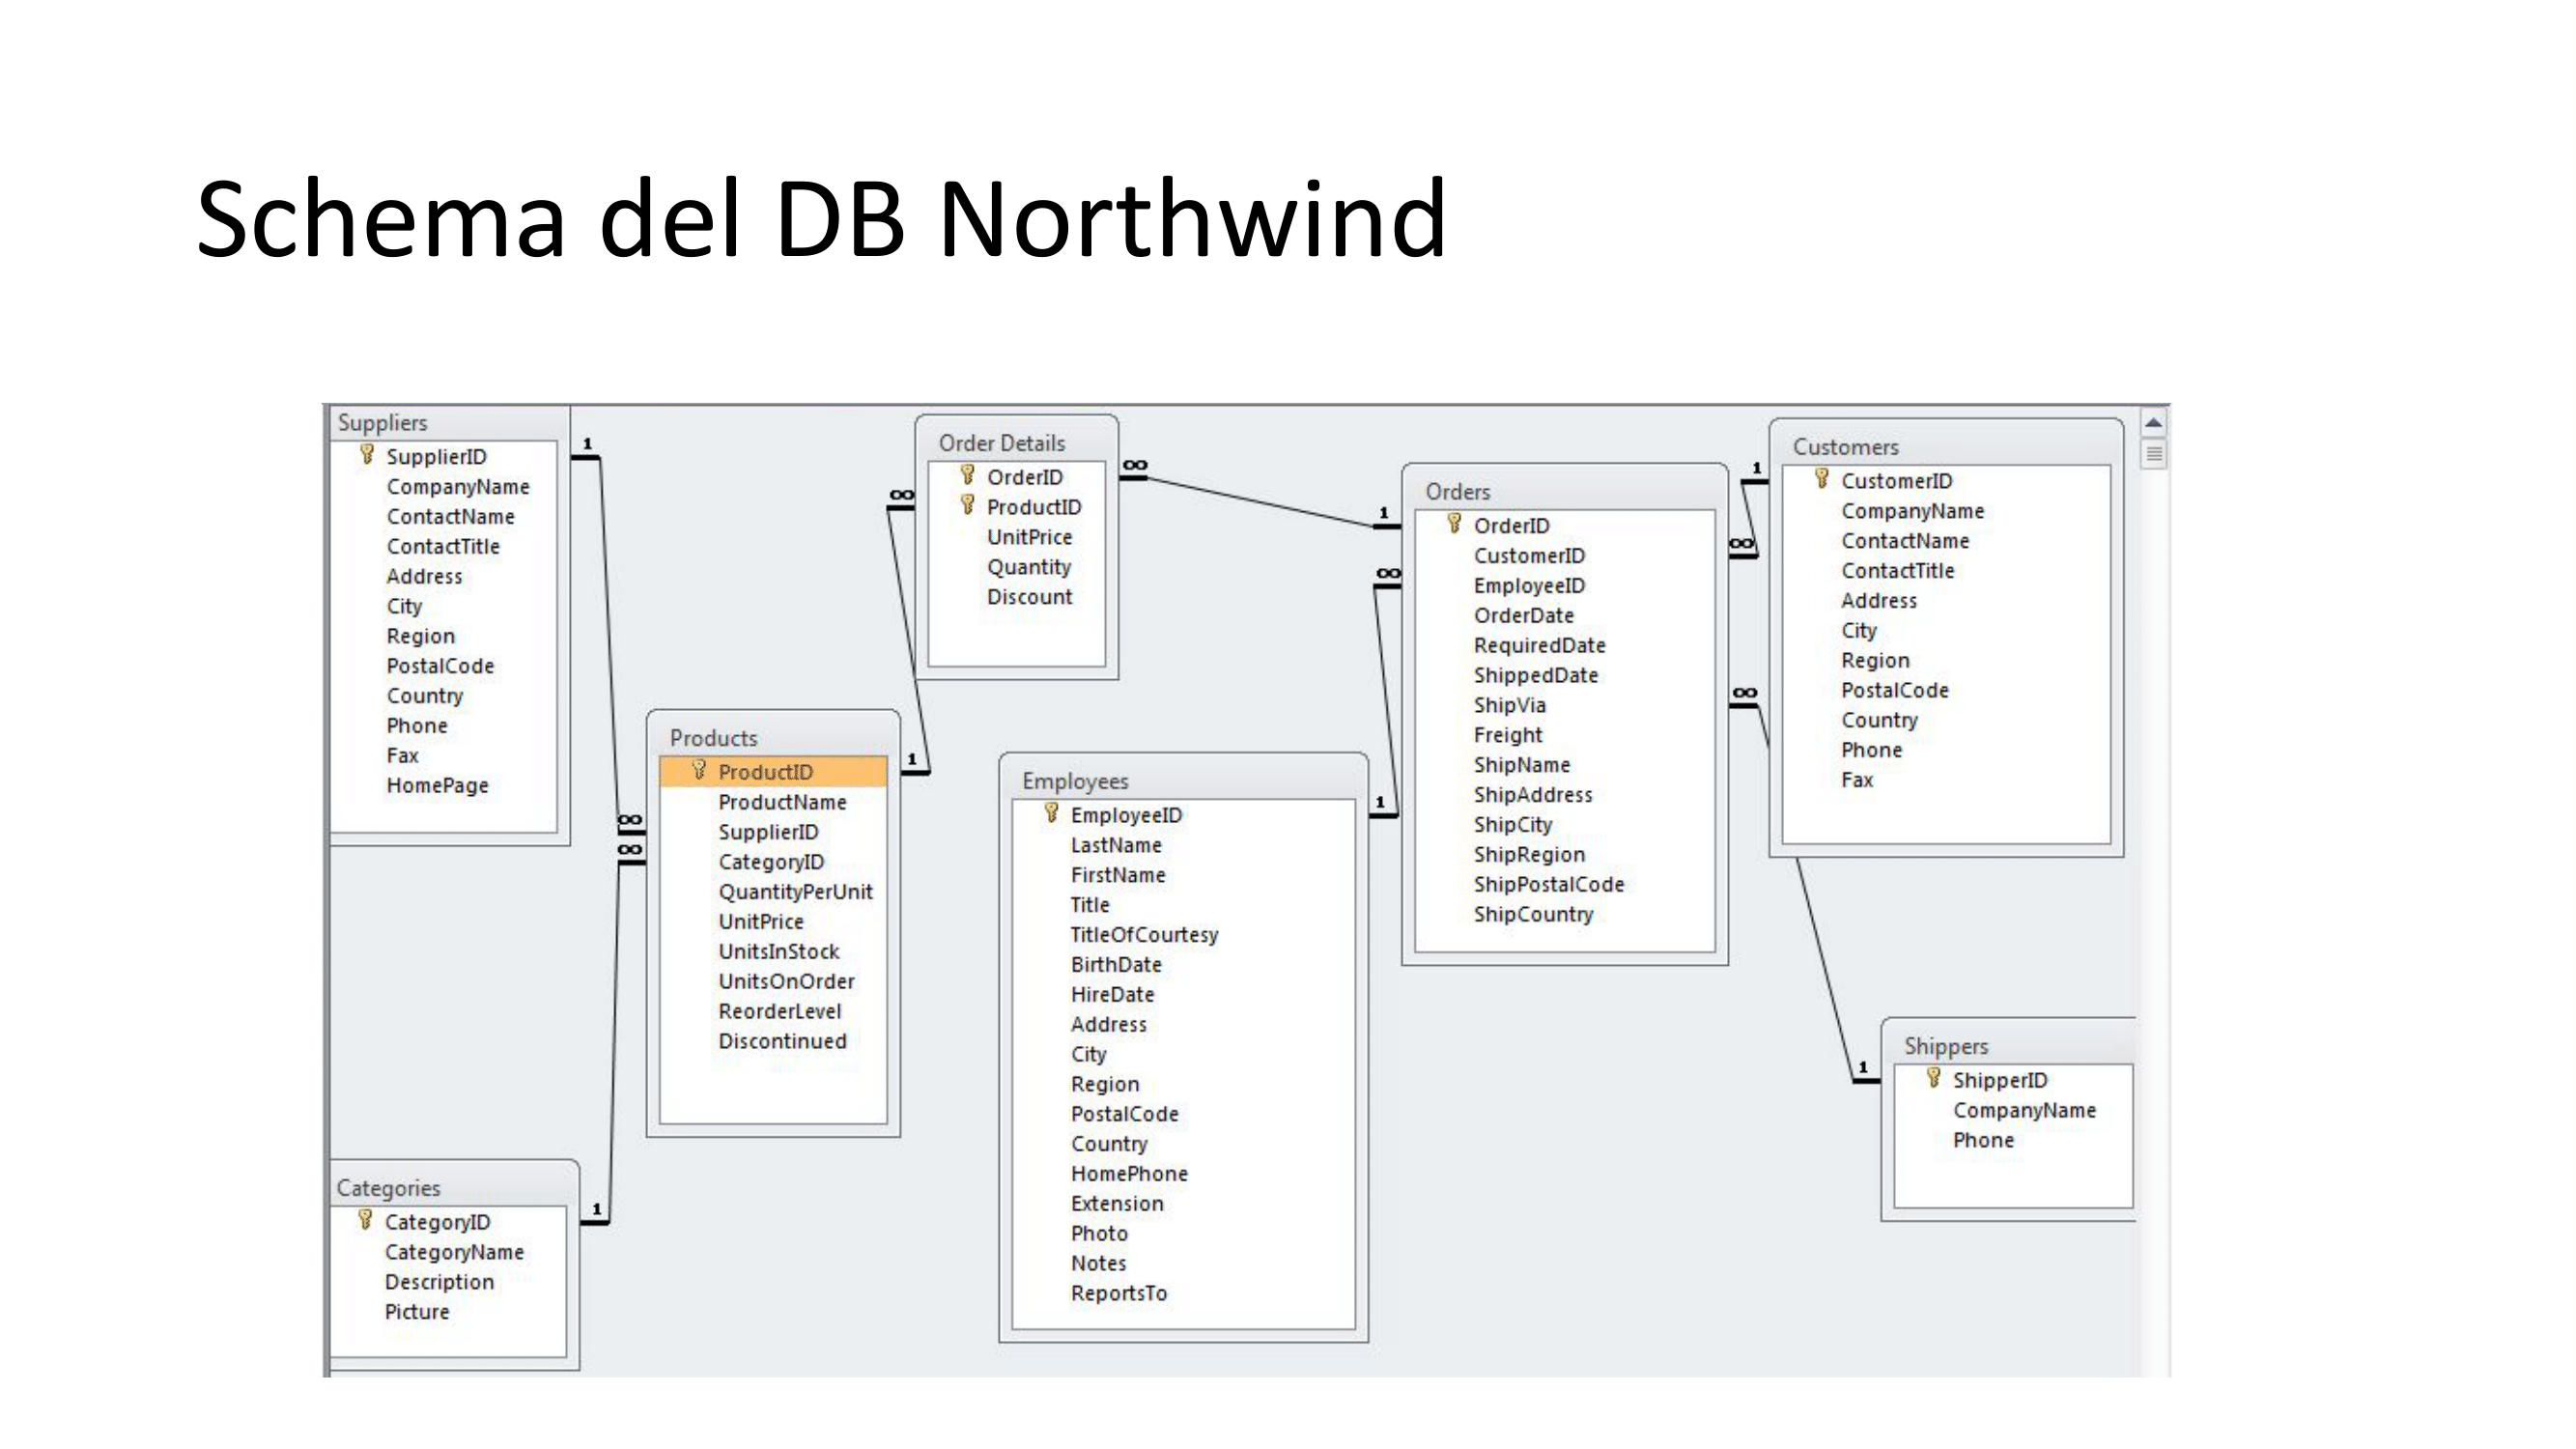 Schema del DB Northwind
Suppliers
SupplierID
CompanyName
ContactName
ContactTitle
Address
City
Region
PostalCode
Country
Phone
Fax
HomePage
1
∞
Categories
CategoryID
CategoryName
Description
Picture
1
∞
Products
ProductID
ProductName
SupplierID
CategoryID
QuantityPerUnit
UnitPrice
UnitsInStock
UnitsOnOrder
ReorderLevel
Discontinued
1
∞
Order Details
OrderID
ProductID
UnitPrice
Quantity
Discount
∞
1
Employees
EmployeeID
LastName
FirstName
Title
TitleOfCourtesy
BirthDate
HireDate
Address
City
Region
PostalCode
Country
HomePhone
Extension
Photo
Notes
ReportsTo
1
∞
Orders
OrderID
CustomerID
EmployeeID
OrderDate
RequiredDate
ShippedDate
ShipVia
Freight
ShipName
ShipAddress
ShipCity
ShipRegion
ShipPostalCode
ShipCountry
∞
1
Customers
CustomerID
CompanyName
ContactName
ContactTitle
Address
City
Region
PostalCode
Country
Phone
Fax
∞
1
Shippers
ShipperID
CompanyName
Phone